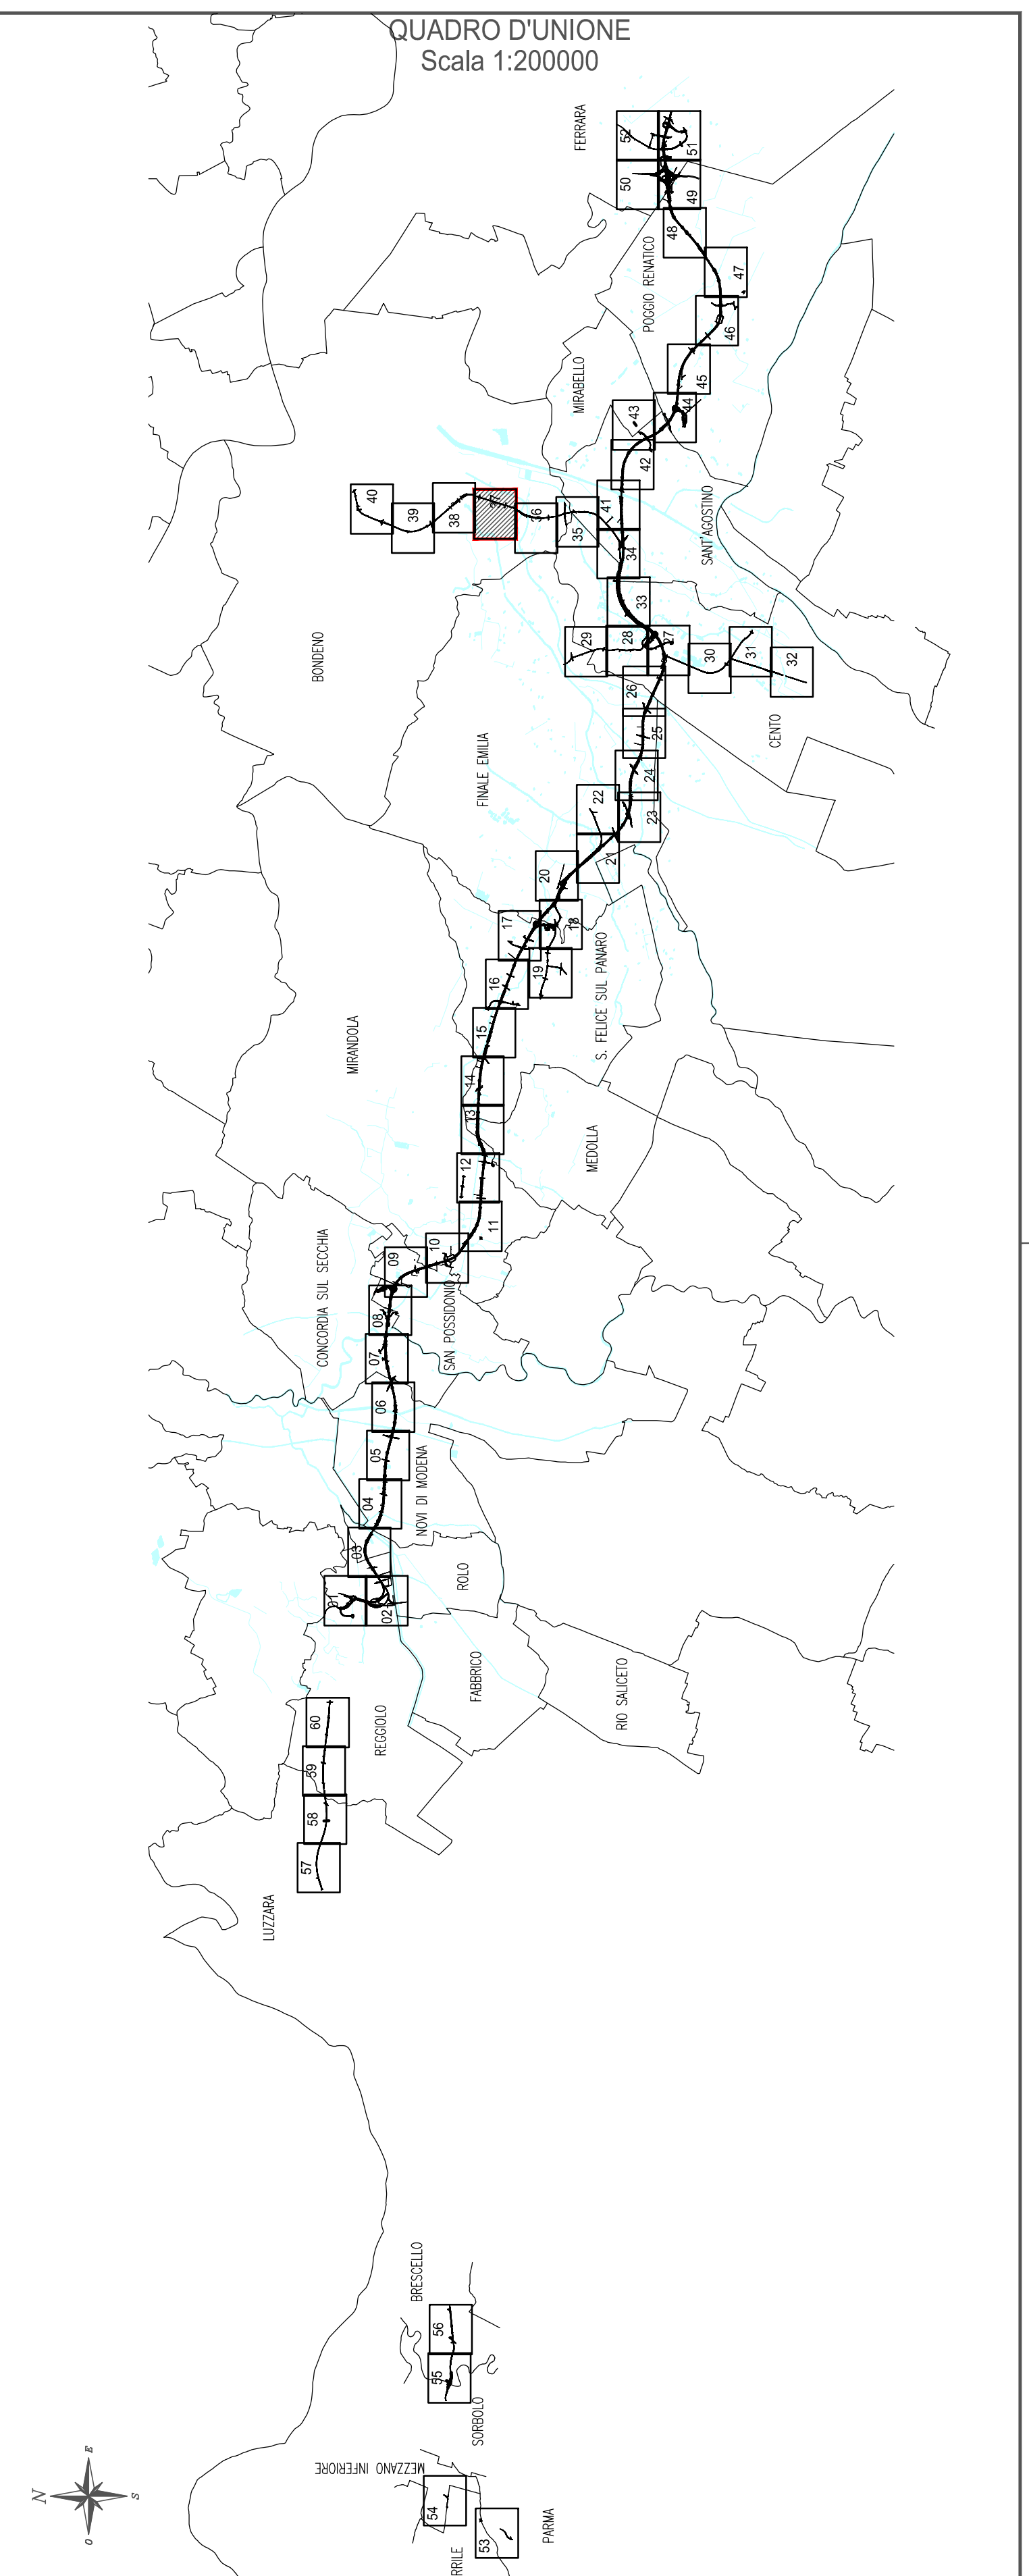 QUADRO D'UNIONE
Scala 1:200000
FERRARA
52
51
50
49
48
POGGIO RENATICO
47
46
45
MIRABELLO
44
43
42
SANT'AGOSTINO
41
40
39
38
37
36
35
34
33
BONDENO
29
28
27
30
31
32
26
25
CENTO
FINALE EMILIA
24
22
23
21
20
17
18
19
16
S. FELICE SUL PANARO
15
MIRANDOLA
14
13
MEDOLLA
12
11
CONCORDIA SUL SECCHIA
10
09
SAN POSSIDONIO
08
07
06
05
NOVI DI MODENA
04
03
ROLO
01
02
FABBRICO
RIO SALICETO
REGGIOLO
60
59
58
57
LUZZARA
BRESCELLO
56
55
SORBOLO
MEZZANO INFERIORE
54
53
PARMA
RRILE
N
E
S
O